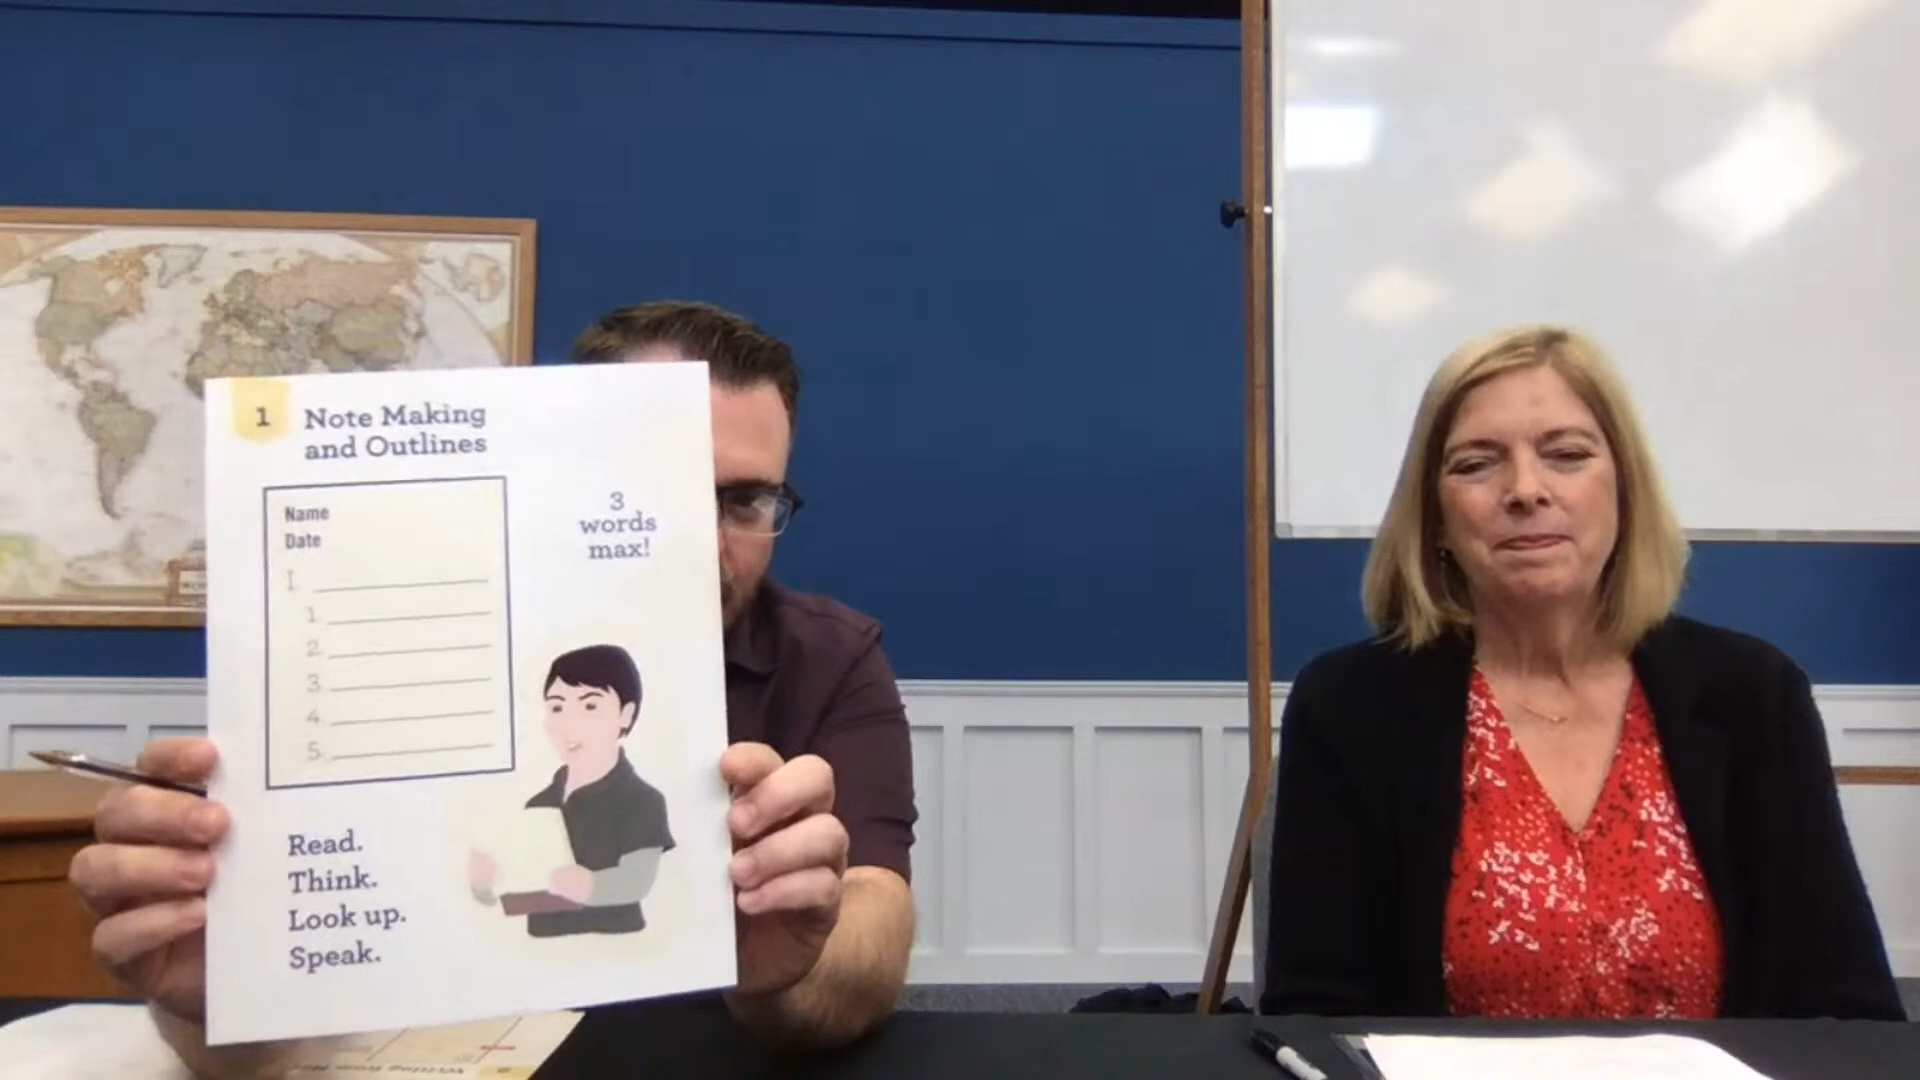 1
Note Making
and Outlines
Name
Date
I.
1.
2.
3.
4.
5.
3
words
max!
Read.
Think.
Look up.
Speak.